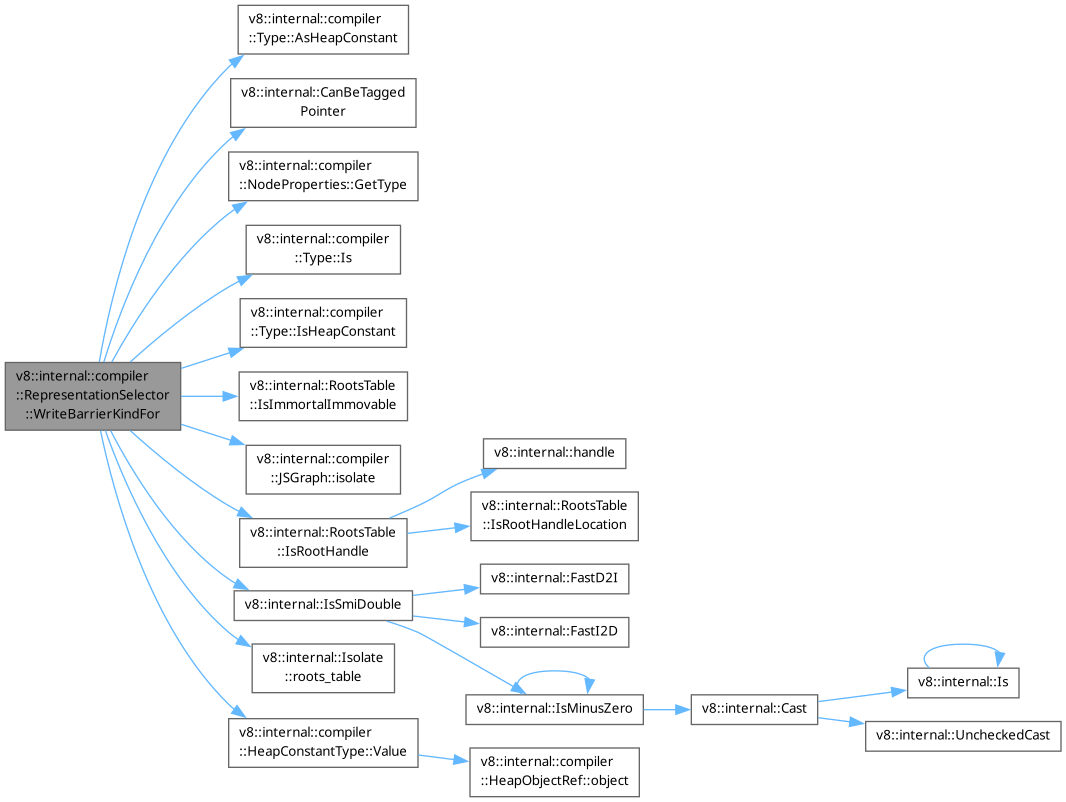 v8::internal::compiler
::Type::AsHeapConstant
v8::internal::CanBeTagged
Pointer
v8::internal::compiler
::NodeProperties::GetType
v8::internal::compiler
::Type::Is
v8::internal::compiler
::Type::IsHeapConstant
v8::internal::compiler
::RepresentationSelector
::WriteBarrierKindFor
v8::internal::RootsTable
::IsImmortalImmovable
v8::internal::compiler
::JSGraph::isolate
v8::internal::handle
v8::internal::RootsTable
::IsRootHandleLocation
v8::internal::RootsTable
::IsRootHandle
v8::internal::FastD2I
v8::internal::IsSmiDouble
v8::internal::FastI2D
v8::internal::Isolate
::roots_table
v8::internal::IsMinusZero
v8::internal::Cast
v8::internal::Is
v8::internal::UncheckedCast
v8::internal::compiler
::HeapConstantType::Value
v8::internal::compiler
::HeapObjectRef::object